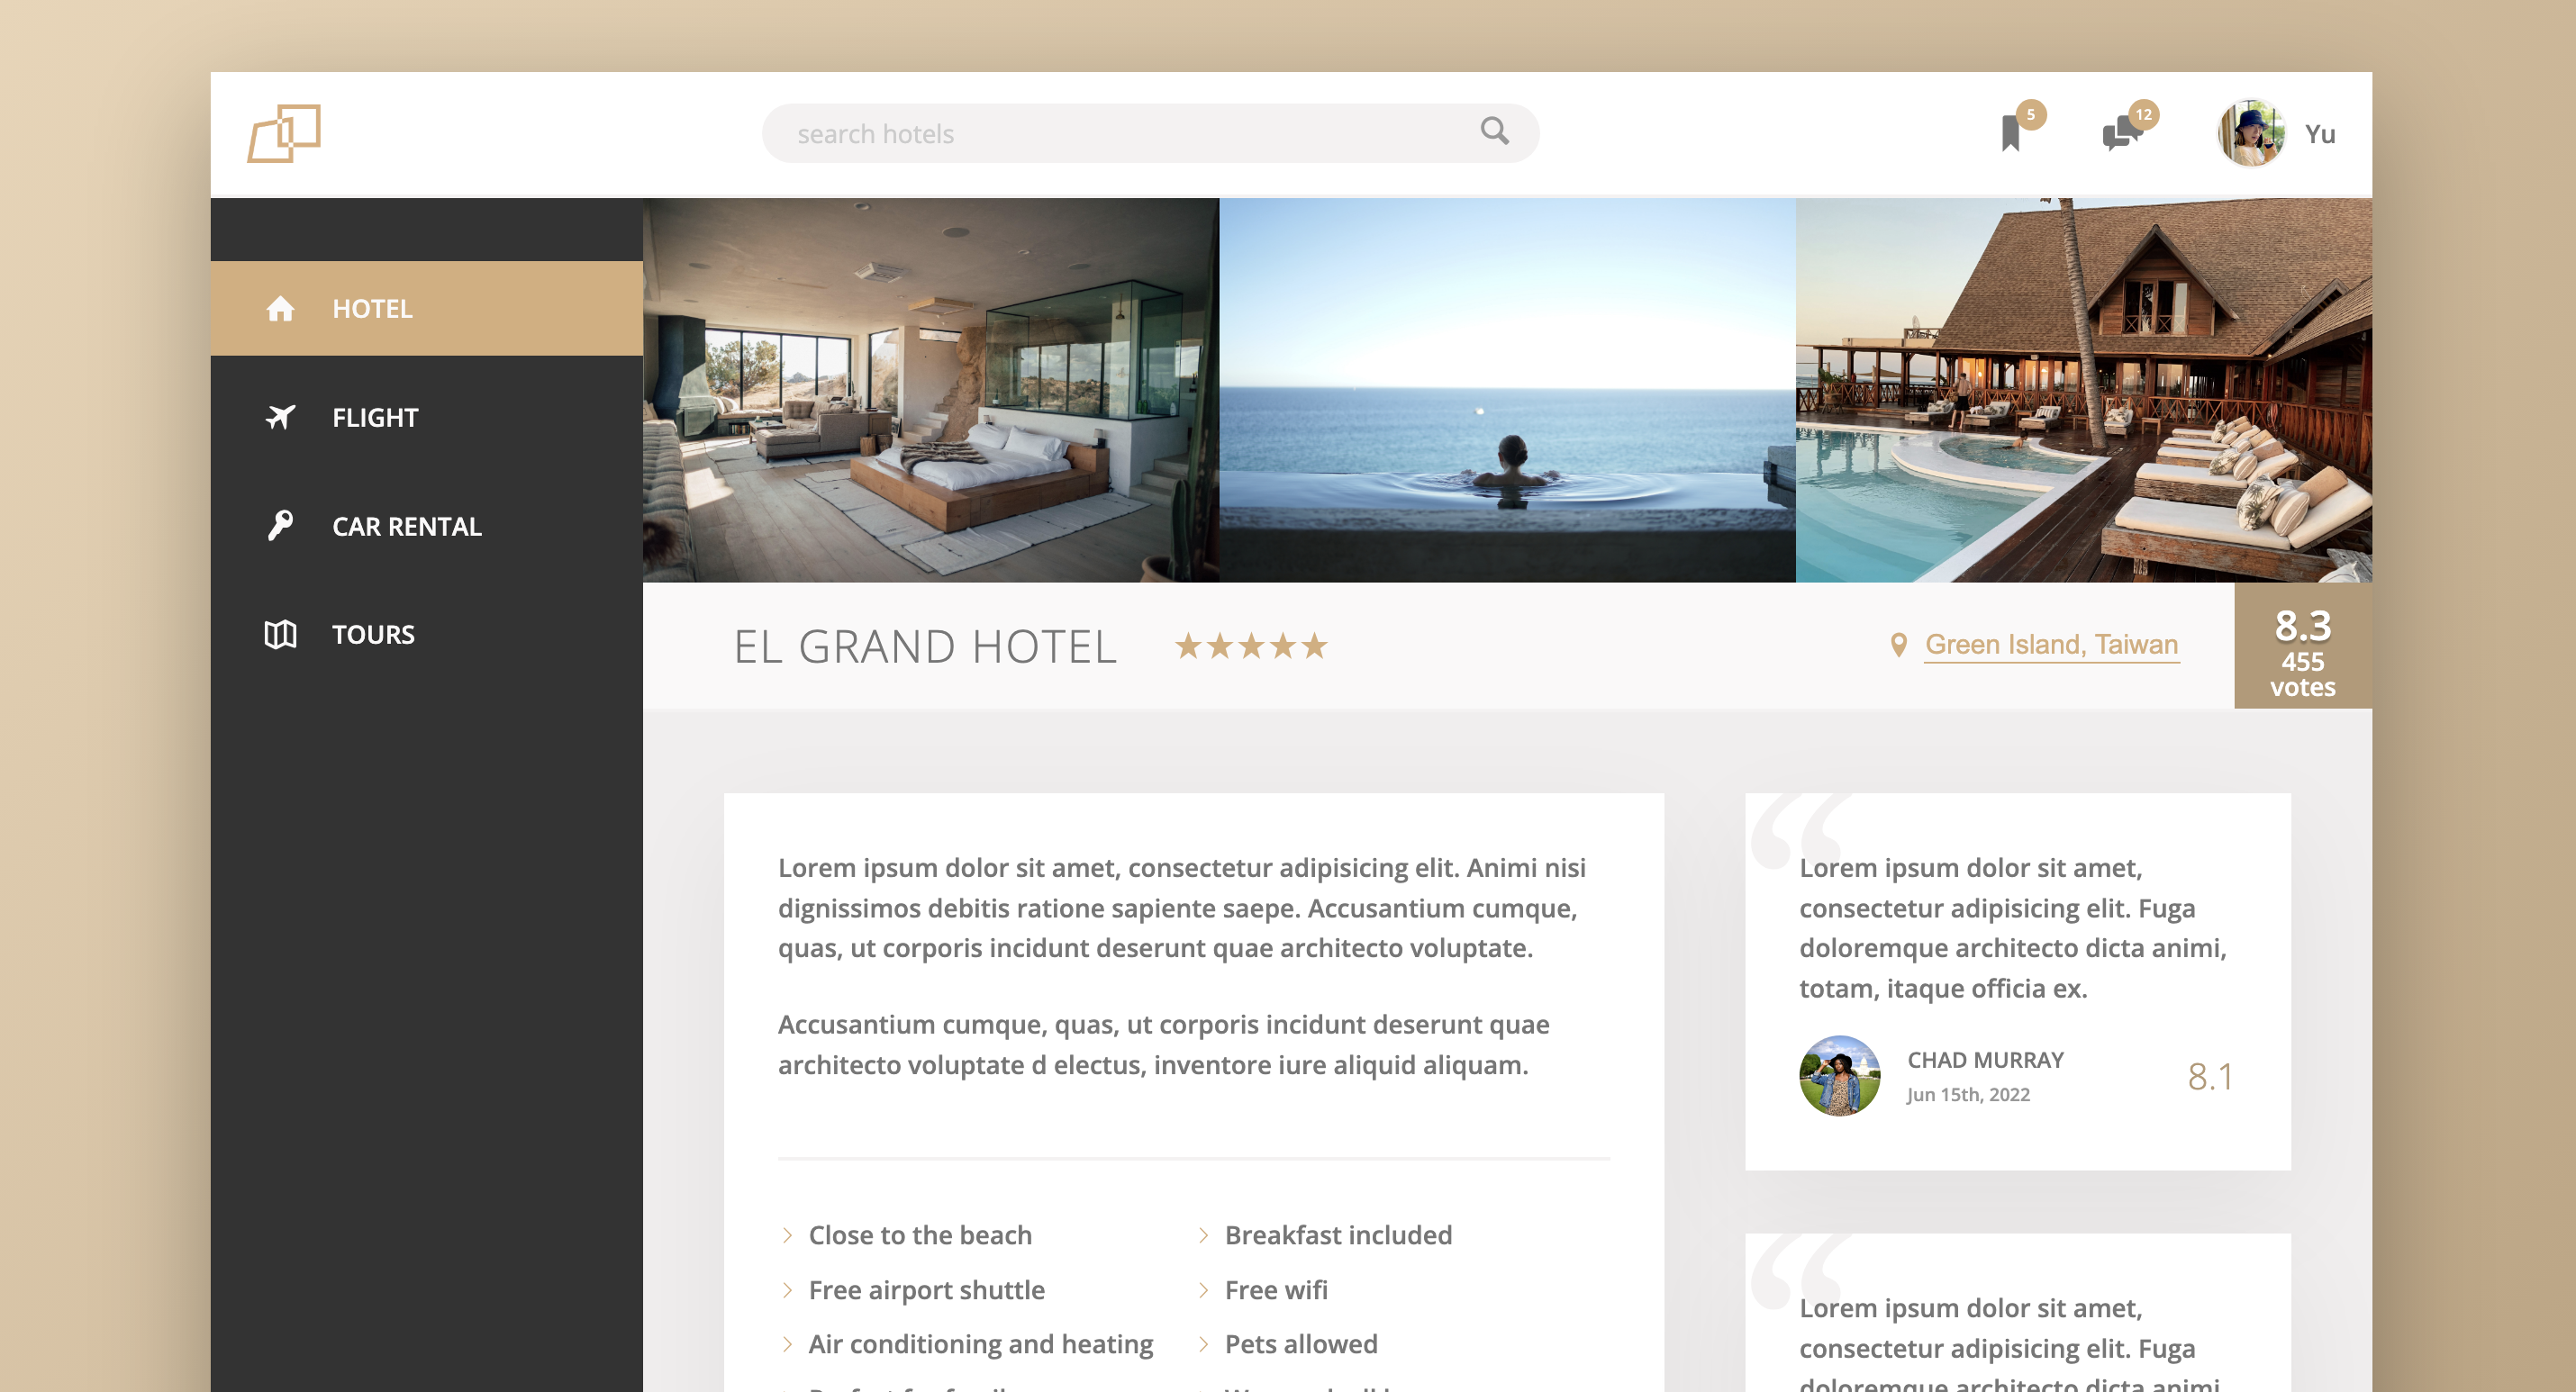 search hotels
5
12
Yu
HOTEL
FLIGHT
CAR RENTAL
TOURS
EL GRAND HOTEL
Green Island, Taiwan
8.3
455
votes
Lorem ipsum dolor sit amet, consectetur adipisicing elit. Animi nisi
dignissimos debitis ratione sapiente saepe. Accusantium cumque,
quas, ut corporis incidunt deserunt quae architecto voluptate.
Accusantium cumque, quas, ut corporis incidunt deserunt quae
architecto voluptate d electus, inventore iure aliquid aliquam.
Close to the beach
Breakfast included
Free airport shuttle
Free wifi
Air conditioning and heating
Pets allowed
“
Lorem ipsum dolor sit amet,
consectetur adipisicing elit. Fuga
doloremque architecto dicta animi,
totam, itaque officia ex.
CHAD MURRAY
Jun 15th, 2022
8.1
“
Lorem ipsum dolor sit amet,
consectetur adipisicing elit. Fuga
doloremque architecto dicta animi,